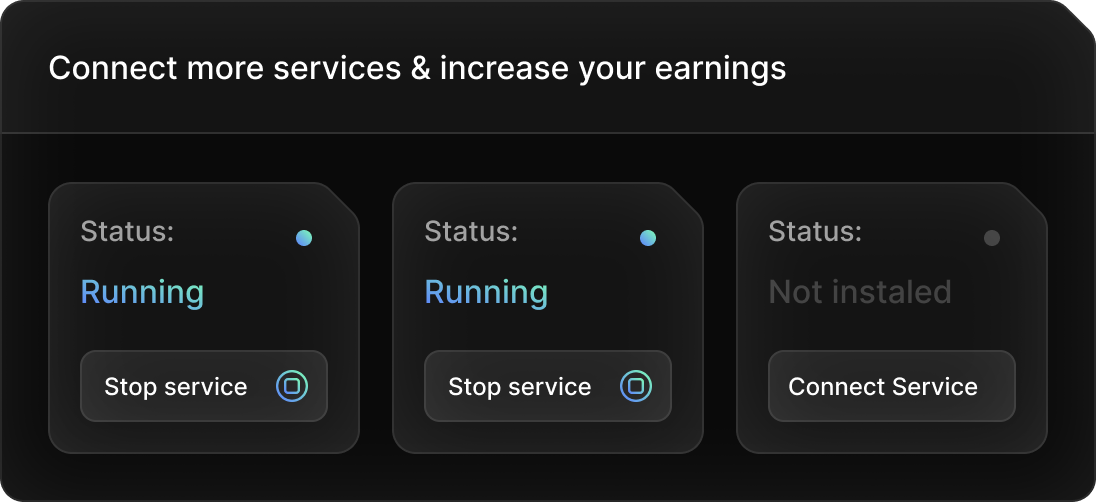 Connect more services & increase your earnings
Status:
Running
Stop service
Status:
Running
Stop service
Status:
Not instaled
Connect Service